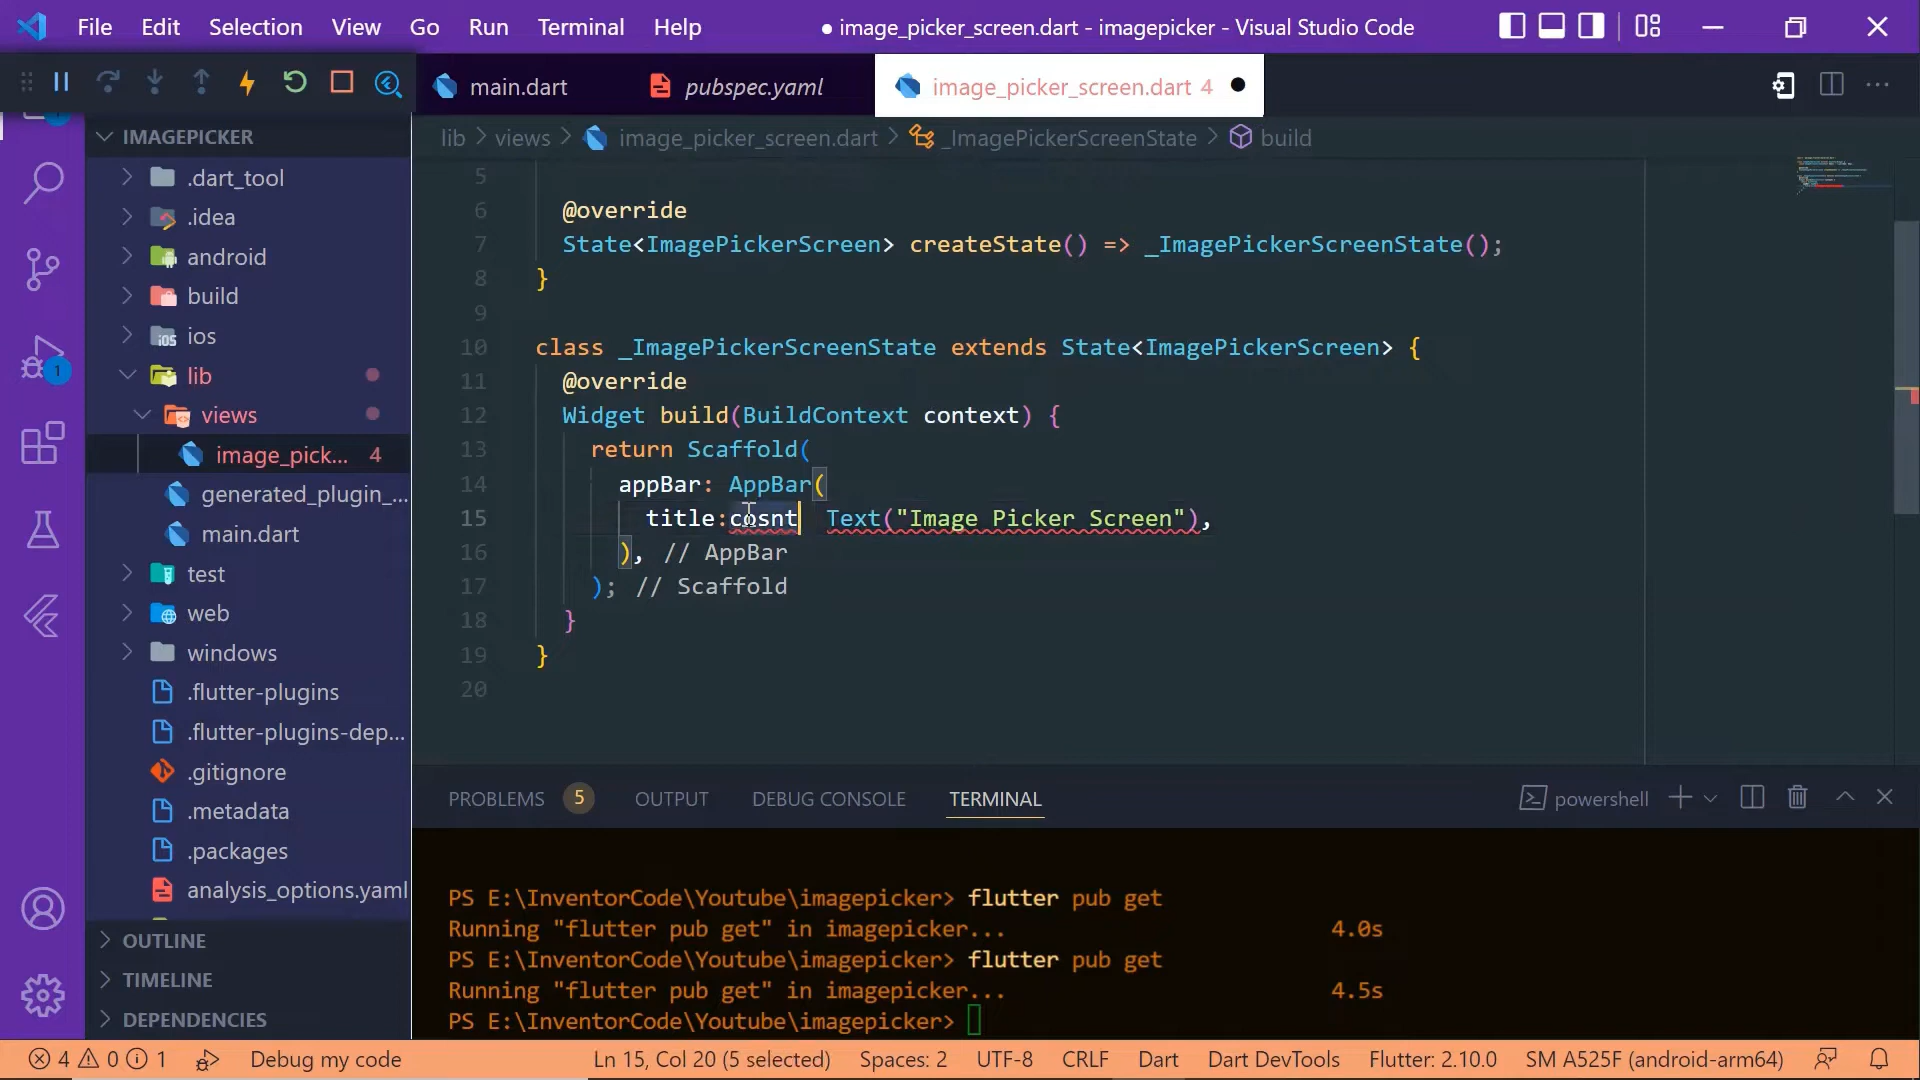 File Edit Selection View Go Run Terminal Help
● image_picker_screen.dart - imagepicker - Visual Studio Code
main.dart
pubspec.yaml
image_picker_screen.dart 4 ●
IMAGEPICKER
.dart_tool
.idea
android
build
ios
lib
views
image_pick... 4
generated_plugin_...
main.dart
test
web
windows
.flutter-plugins
.flutter-plugins-dep...
.gitignore
.metadata
.packages
analysis_options.yaml
OUTLINE
TIMELINE
DEPENDENCIES
1
lib > views > image_picker_screen.dart > _ImagePickerScreenState > build
5
6 @override
7 State<ImagePickerScreen> createState() => _ImagePickerScreenState();
8 }
9
10 class _ImagePickerScreenState extends State<ImagePickerScreen> {
11 @override
12 Widget build(BuildContext context) {
13 return Scaffold(
14 appBar: AppBar(
15 title:cosnt Text("Image Picker Screen"),
16 ), // AppBar
17 ); // Scaffold
18 }
19 }
20
PROBLEMS 5 OUTPUT DEBUG CONSOLE TERMINAL
powershell
PS E:\InventorCode\Youtube\imagepicker> flutter pub get
Running "flutter pub get" in imagepicker... 4.0s
PS E:\InventorCode\Youtube\imagepicker> flutter pub get
Running "flutter pub get" in imagepicker... 4.5s
PS E:\InventorCode\Youtube\imagepicker>
4 0 1 Debug my code Ln 15, Col 20 (5 selected) Spaces: 2 UTF-8 CRLF Dart Dart DevTools Flutter: 2.10.0 SM A525F (android-arm64)